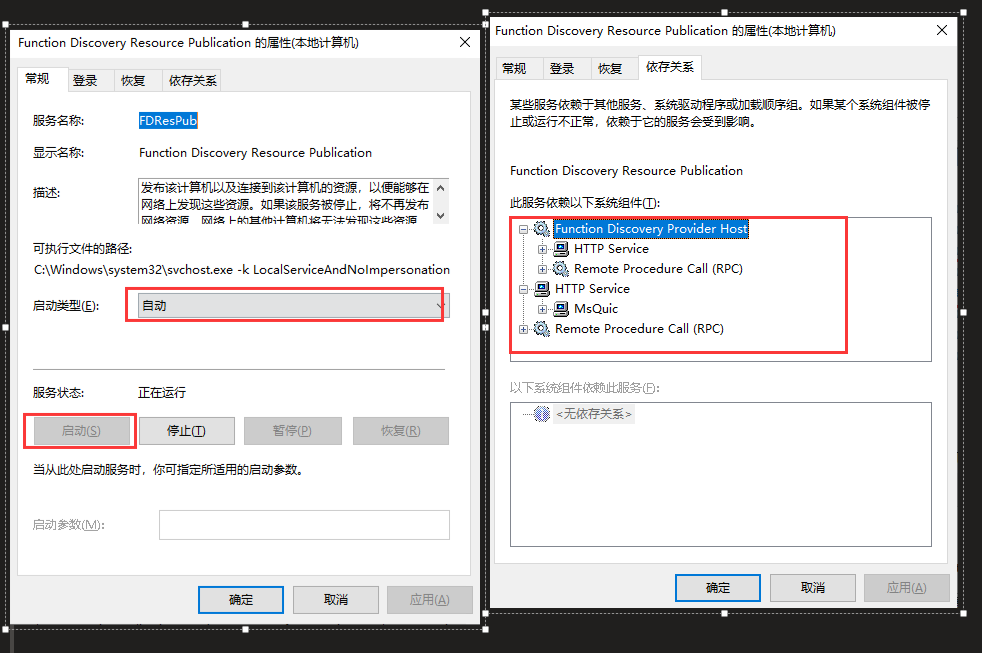 Function Discovery Resource Publication 的属性(本地计算机)
常规
登录
恢复
依存关系
服务名称:
FDResPub
显示名称:
Function Discovery Resource Publication
描述:
发布该计算机以及连接到该计算机的资源，以便能够在
网络上发现这些资源。如果该服务被停止，将不再发布
网络资源，网络上的其他计算机将无法发现这些资源。
可执行文件的路径:
C:\Windows\system32\svchost.exe -k LocalServiceAndNoImpersonation
启动类型(E):
自动
服务状态:
正在运行
启动(S)
停止(T)
暂停(P)
恢复(R)
当从此处启动服务时，你可指定所适用的启动参数。
启动参数(M):
确定
取消
应用(A)
Function Discovery Resource Publication 的属性(本地计算机)
常规
登录
恢复
依存关系
某些服务依赖于其他服务、系统驱动程序或加载顺序组。如果某个系统组件被停
止或运行不正常，依赖于它的服务会受到影响。
Function Discovery Resource Publication
此服务依赖以下系统组件(T):
Function Discovery Provider Host
HTTP Service
Remote Procedure Call (RPC)
HTTP Service
MsQuic
Remote Procedure Call (RPC)
以下系统组件依赖此服务(F):
<无依存关系>
确定
取消
应用(A)